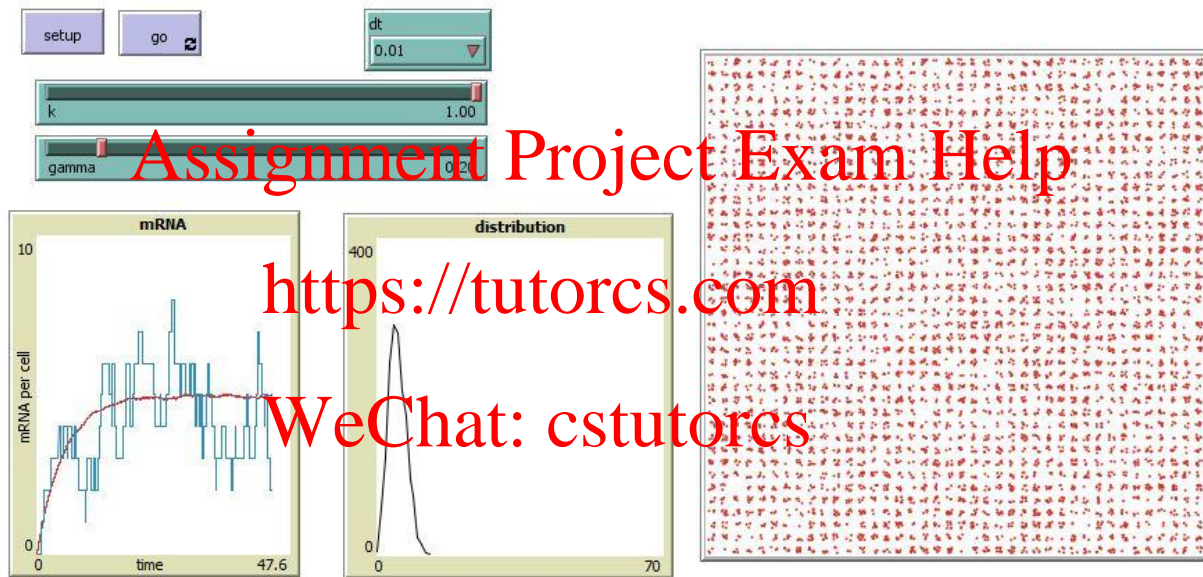 setup
go
dt
0.01
k
1.00
gamma
0.20
Assignment Project Exam Help
mRNA
10
mRNA per cell
0
0
time
47.6
distribution
400
0
0
70
https://tutorcs.com
WeChat: cstutorcs